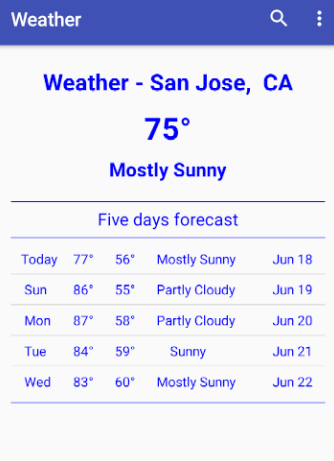 Weather
Weather - San Jose, CA
75°
Mostly Sunny
Five days forecast
Today 77° 56° Mostly Sunny Jun 18
Sun 86° 55° Partly Cloudy Jun 19
Mon 87° 58° Partly Cloudy Jun 20
Tue 84° 59° Sunny Jun 21
Wed 83° 60° Mostly Sunny Jun 22